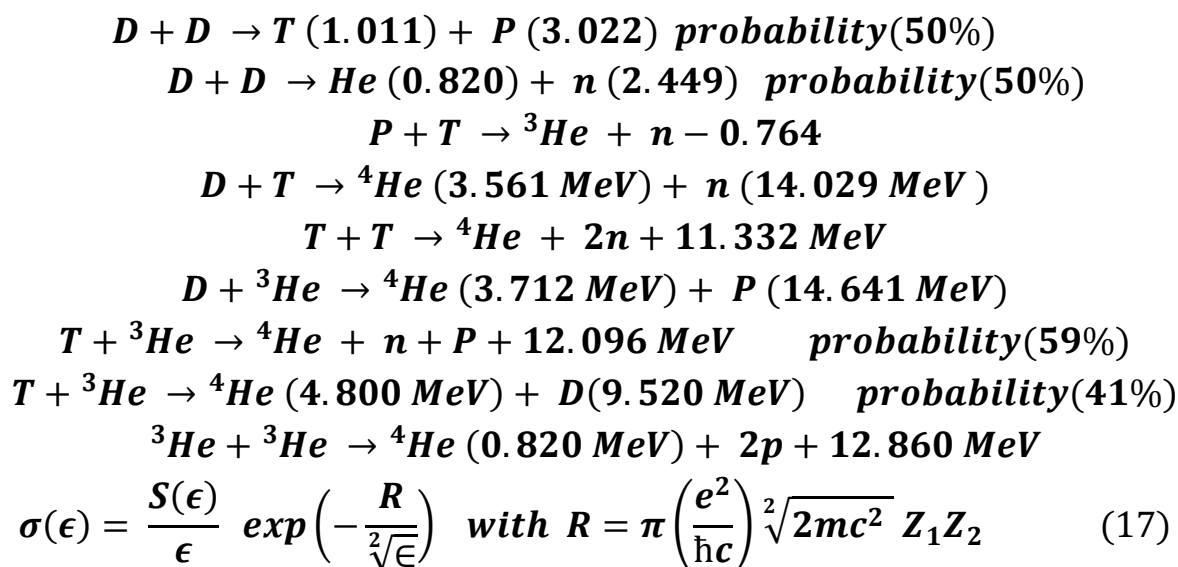 D + D → T (1.011) + P (3.022) probability(50%)
D + D → He (0.820) + n (2.449) probability(50%)
P + T → ³He + n − 0.764
D + T → ⁴He (3.561 MeV) + n (14.029 MeV )
T + T → ⁴He + 2n + 11.332 MeV
D + ³He → ⁴He (3.712 MeV) + P (14.641 MeV)
T + ³He → ⁴He + n + P + 12.096 MeV probability(59%)
T + ³He → ⁴He (4.800 MeV) + D(9.520 MeV) probability(41%)
³He + ³He → ⁴He (0.820 MeV) + 2p + 12.860 MeV
σ(ϵ) = S(ϵ)/ϵ exp(−R/²√∈) with R = π(e²/ħc) ²√2mc² Z₁Z₂ (17)